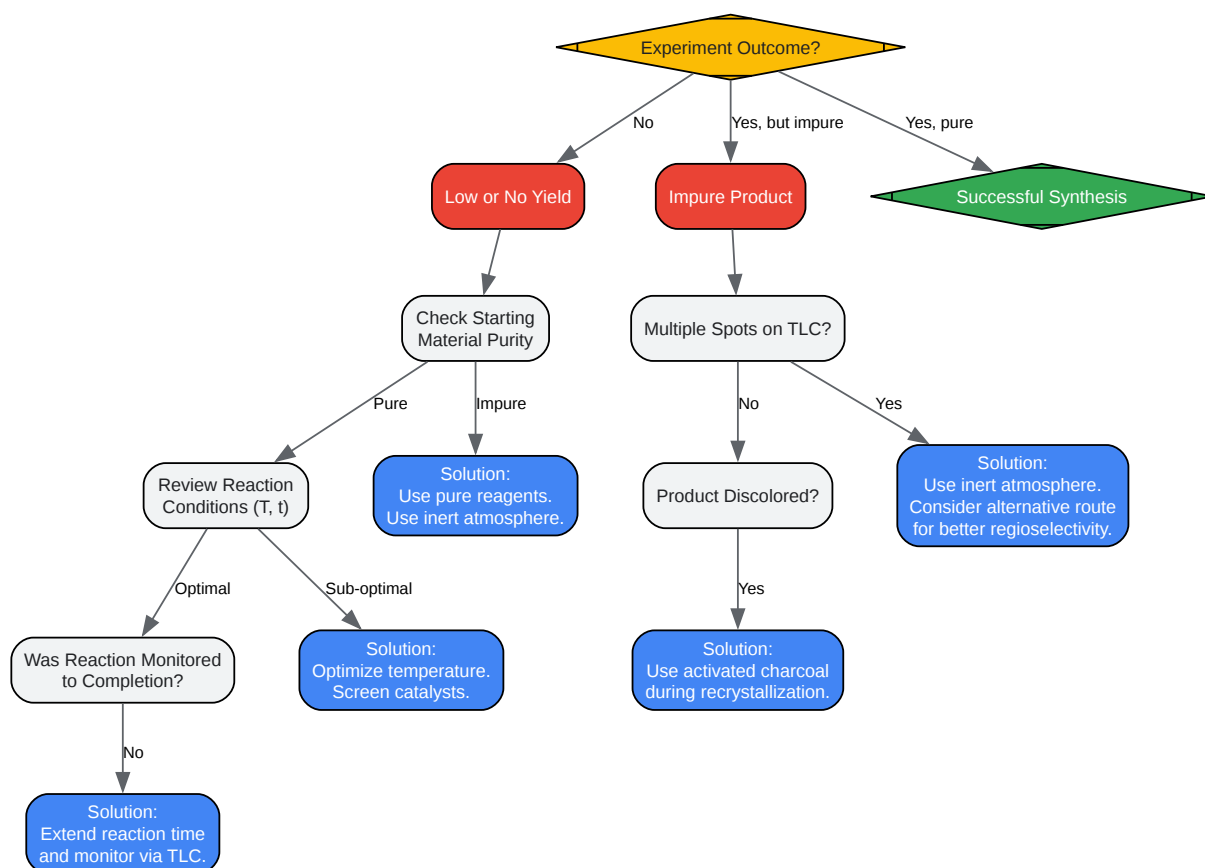 Experiment Outcome?
No
Yes, but impure
Yes, pure
Low or No Yield
Impure Product
Successful Synthesis
Check Starting
Material Purity
Multiple Spots on TLC?
Pure
Impure
No
Yes
Review Reaction
Conditions (T, t)
Solution:
Use pure reagents.
Use inert atmosphere.
Product Discolored?
Solution:
Use inert atmosphere.
Consider alternative route
for better regioselectivity.
Optimal
Sub-optimal
Yes
Was Reaction Monitored
to Completion?
Solution:
Optimize temperature.
Screen catalysts.
Solution:
Use activated charcoal
during recrystallization.
No
Solution:
Extend reaction time
and monitor via TLC.